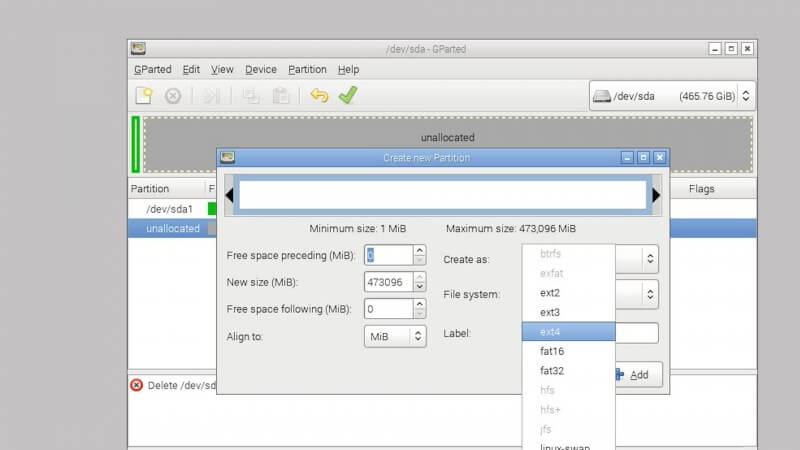 /dev/sda - GParted
GParted Edit View Device Partition Help
/dev/sda (465.76 GiB)
unallocated
Create new Partition
Partition F Flags
/dev/sda1
unallocated
Minimum size: 1 MiB Maximum size: 473,096 MiB
Free space preceding (MiB): 0 Create as:
New size (MiB): 473096 File system:
Free space following (MiB): 0
Align to: MiB Label:
btrfs
exfat
ext2
ext3
ext4
fat16
fat32
hfs
hfs+
jfs
linux-swap
Add
Delete /dev/sd